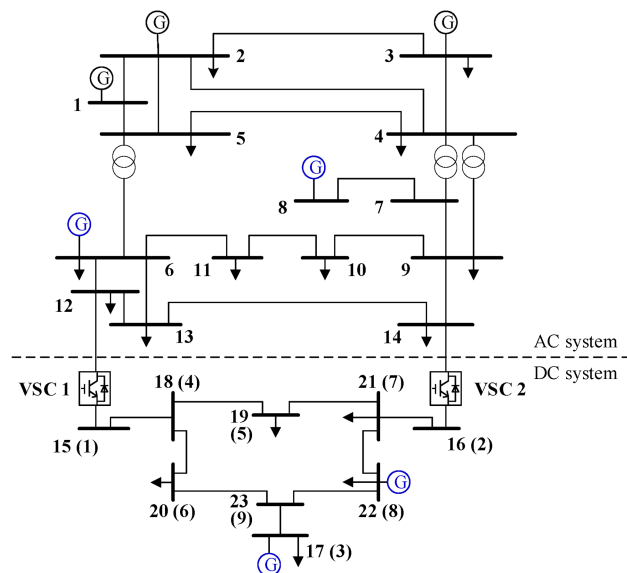 G
G
2
3
G
1
5
4
G
8
7
G
6
11
10
9
12
13
14
AC system
DC system
VSC 1
18 (4)
21 (7)
VSC 2
19
(5)
15 (1)
16 (2)
20 (6)
23
(9)
G
22 (8)
17 (3)
G